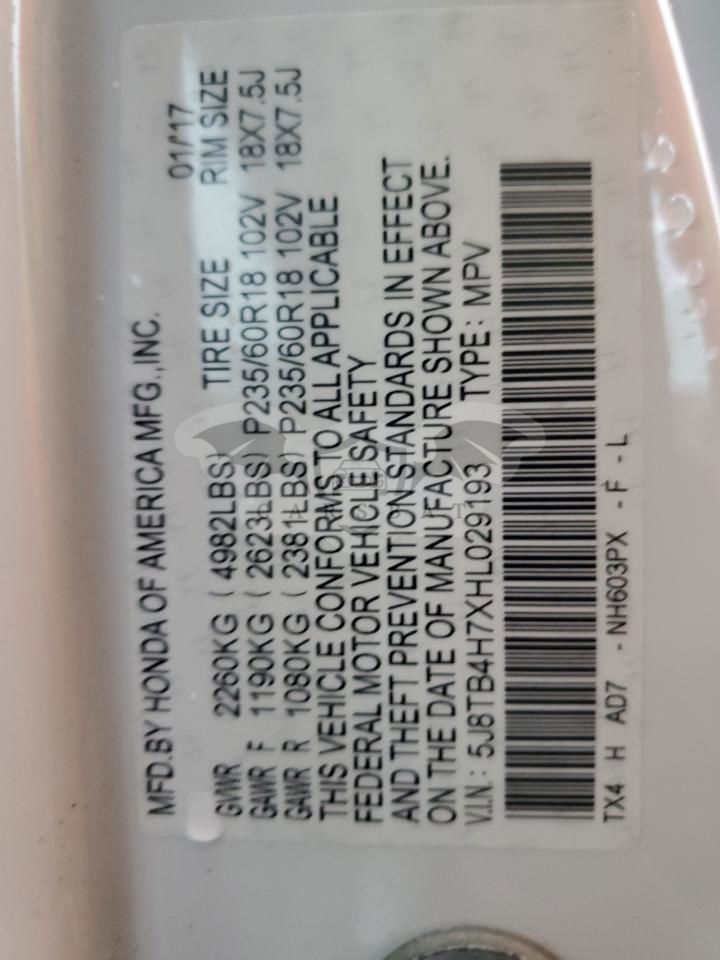 MFD.BY HONDA OF AMERICA MFG.,INC. 01/'17
GVWR 2260KG ( 4982LBS) TIRE SIZE RIM SIZE
GAWR F 1190KG ( 2623LBS) P235/60R18 102V 18X7.5J
GAWR R 1080KG ( 2381LBS) P235/60R18 102V 18X7.5J
THIS VEHICLE CONFORMS TO ALL APPLICABLE
FEDERAL MOTOR VEHICLE SAFETY
AND THEFT PREVENTION STANDARDS IN EFFECT
ON THE DATE OF MANUFACTURE SHOWN ABOVE.
V.I.N.: 5J8TB4H7XHL029193 TYPE: MPV
TX4 H AD7 -NH603PX -F -L